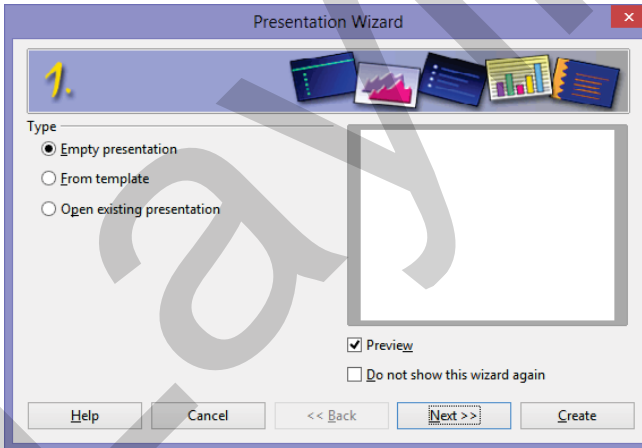 Presentation Wizard
1.
Type
Empty presentation
From template
Open existing presentation
Preview
Do not show this wizard again
Help Cancel << Back Next >> Create